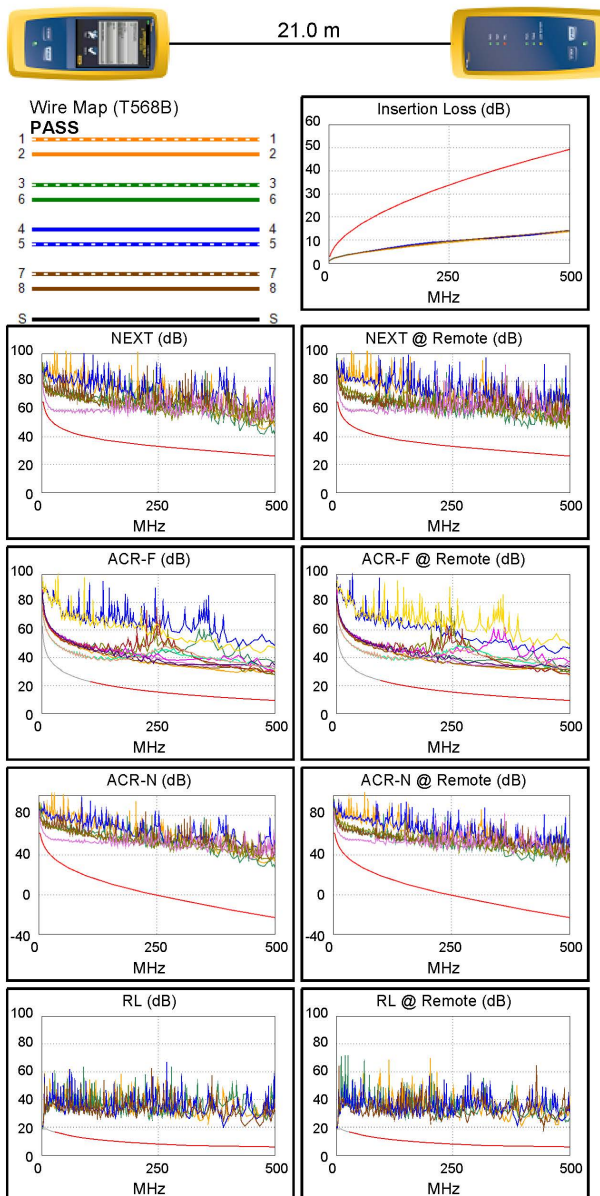 21.0 m
Wire Map (T568B)
PASS
1 1
2 2
3 3
6 6
4 4
5 5
7 7
8 8
S S
Insertion Loss (dB)
60
50
40
30
20
10
0
0 250 500
MHz
NEXT (dB)
100
80
60
40
20
0
0 250 500
MHz
NEXT @ Remote (dB)
100
80
60
40
20
0
0 250 500
MHz
ACR-F (dB)
100
80
60
40
20
0
0 250 500
MHz
ACR-F @ Remote (dB)
100
80
60
40
20
0
0 250 500
MHz
ACR-N (dB)
80
40
0
-40
0 250 500
MHz
ACR-N @ Remote (dB)
80
40
0
-40
0 250 500
MHz
RL (dB)
100
80
60
40
20
0
0 250 500
MHz
RL @ Remote (dB)
100
80
60
40
20
0
0 250 500
MHz